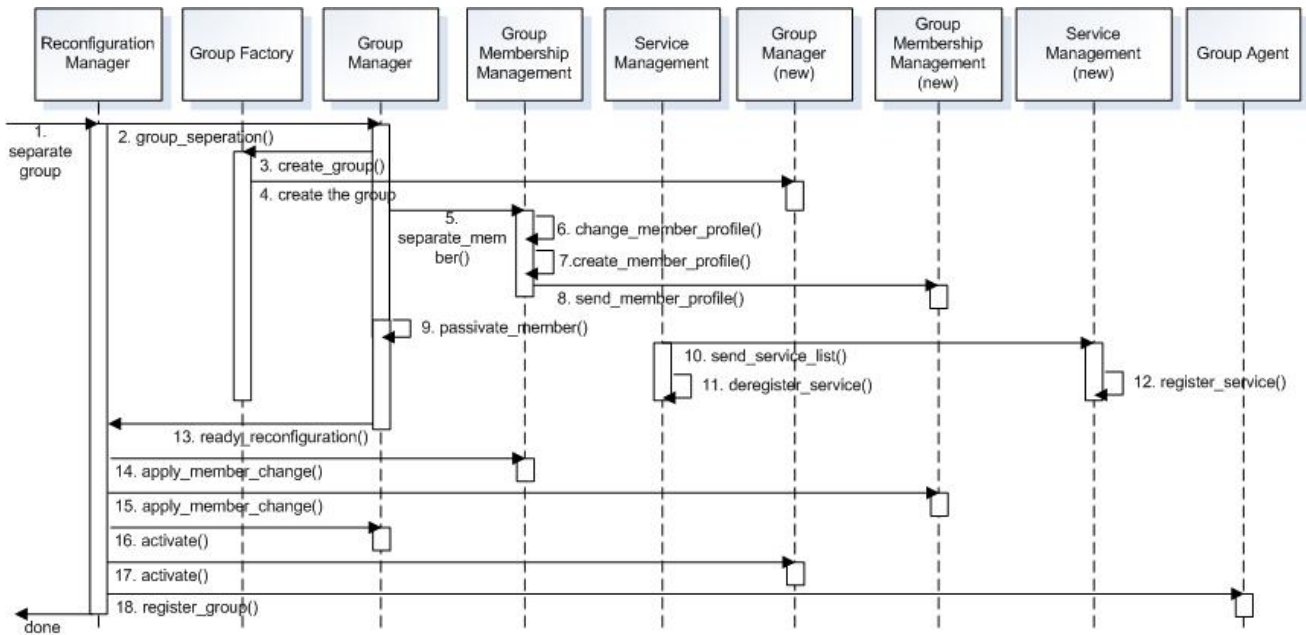 Reconfiguration
Manager
Group Factory
Group
Manager
Group
Membership
Management
Service
Management
Group
Manager
(new)
Group
Membership
Management
(new)
Service
Management
(new)
Group Agent
1.
separate
group
2. group_seperation()
3. create_group()
4. create the group
5.
separate_mem
ber()
6. change_member_profile()
7.create_member_profile()
8. send_member_profile()
9. passivate_member()
10. send_service_list()
11. deregister_service()
12. register_service()
13. ready_reconfiguration()
14. apply_member_change()
15. apply_member_change()
16. activate()
17. activate()
18. register_group()
done